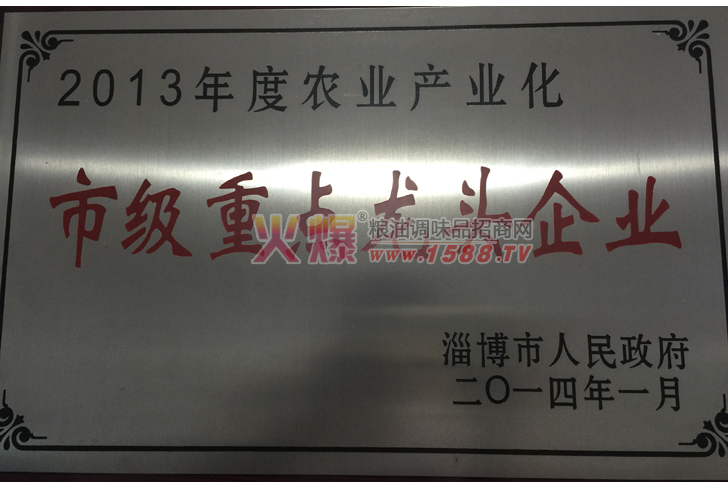 2013年度农业产业化
市级重点龙头企业
火爆 粮油调味品招商网
www.1588.TV
淄博市人民政府
二〇一四年一月